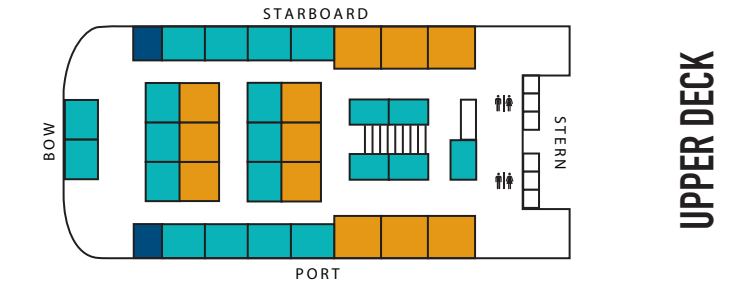 STARBOARD
BOW
STERN
UPPER DECK
PORT